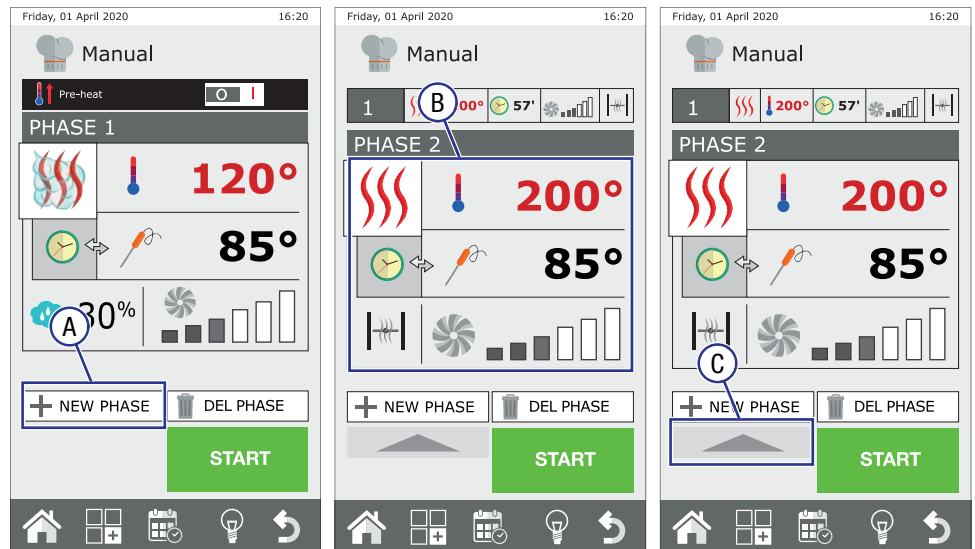 Friday, 01 April 2020 16:20
Manual
Pre-heat O I
PHASE 1
120°
85°
30%
A
NEW PHASE DEL PHASE
START
Friday, 01 April 2020 16:20
Manual
1 B 00° 57'
PHASE 2
200°
85°
NEW PHASE DEL PHASE
START
Friday, 01 April 2020 16:20
Manual
1 200° 57'
PHASE 2
200°
85°
C
NEW PHASE DEL PHASE
START